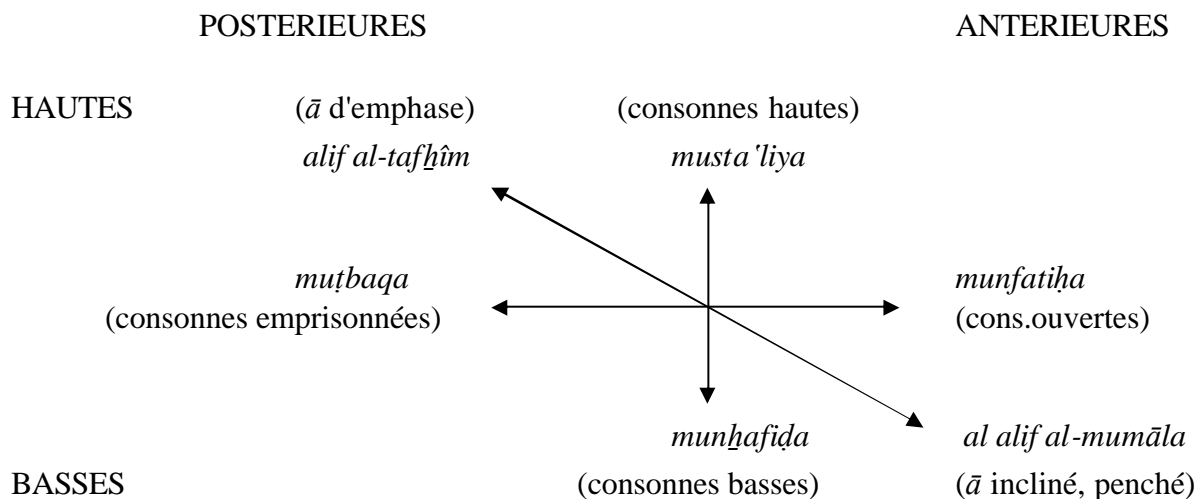 POSTERIEURES ANTERIEURES
HAUTES (ā d'emphase) (consonnes hautes)
alif al-tafẖîm musta ʽliya
muṭbaqa munfatiḥa
(consonnes emprisonnées) (cons.ouvertes)
munẖafiḍa al alif al-mumāla
BASSES (consonnes basses) (ā incliné, penché)